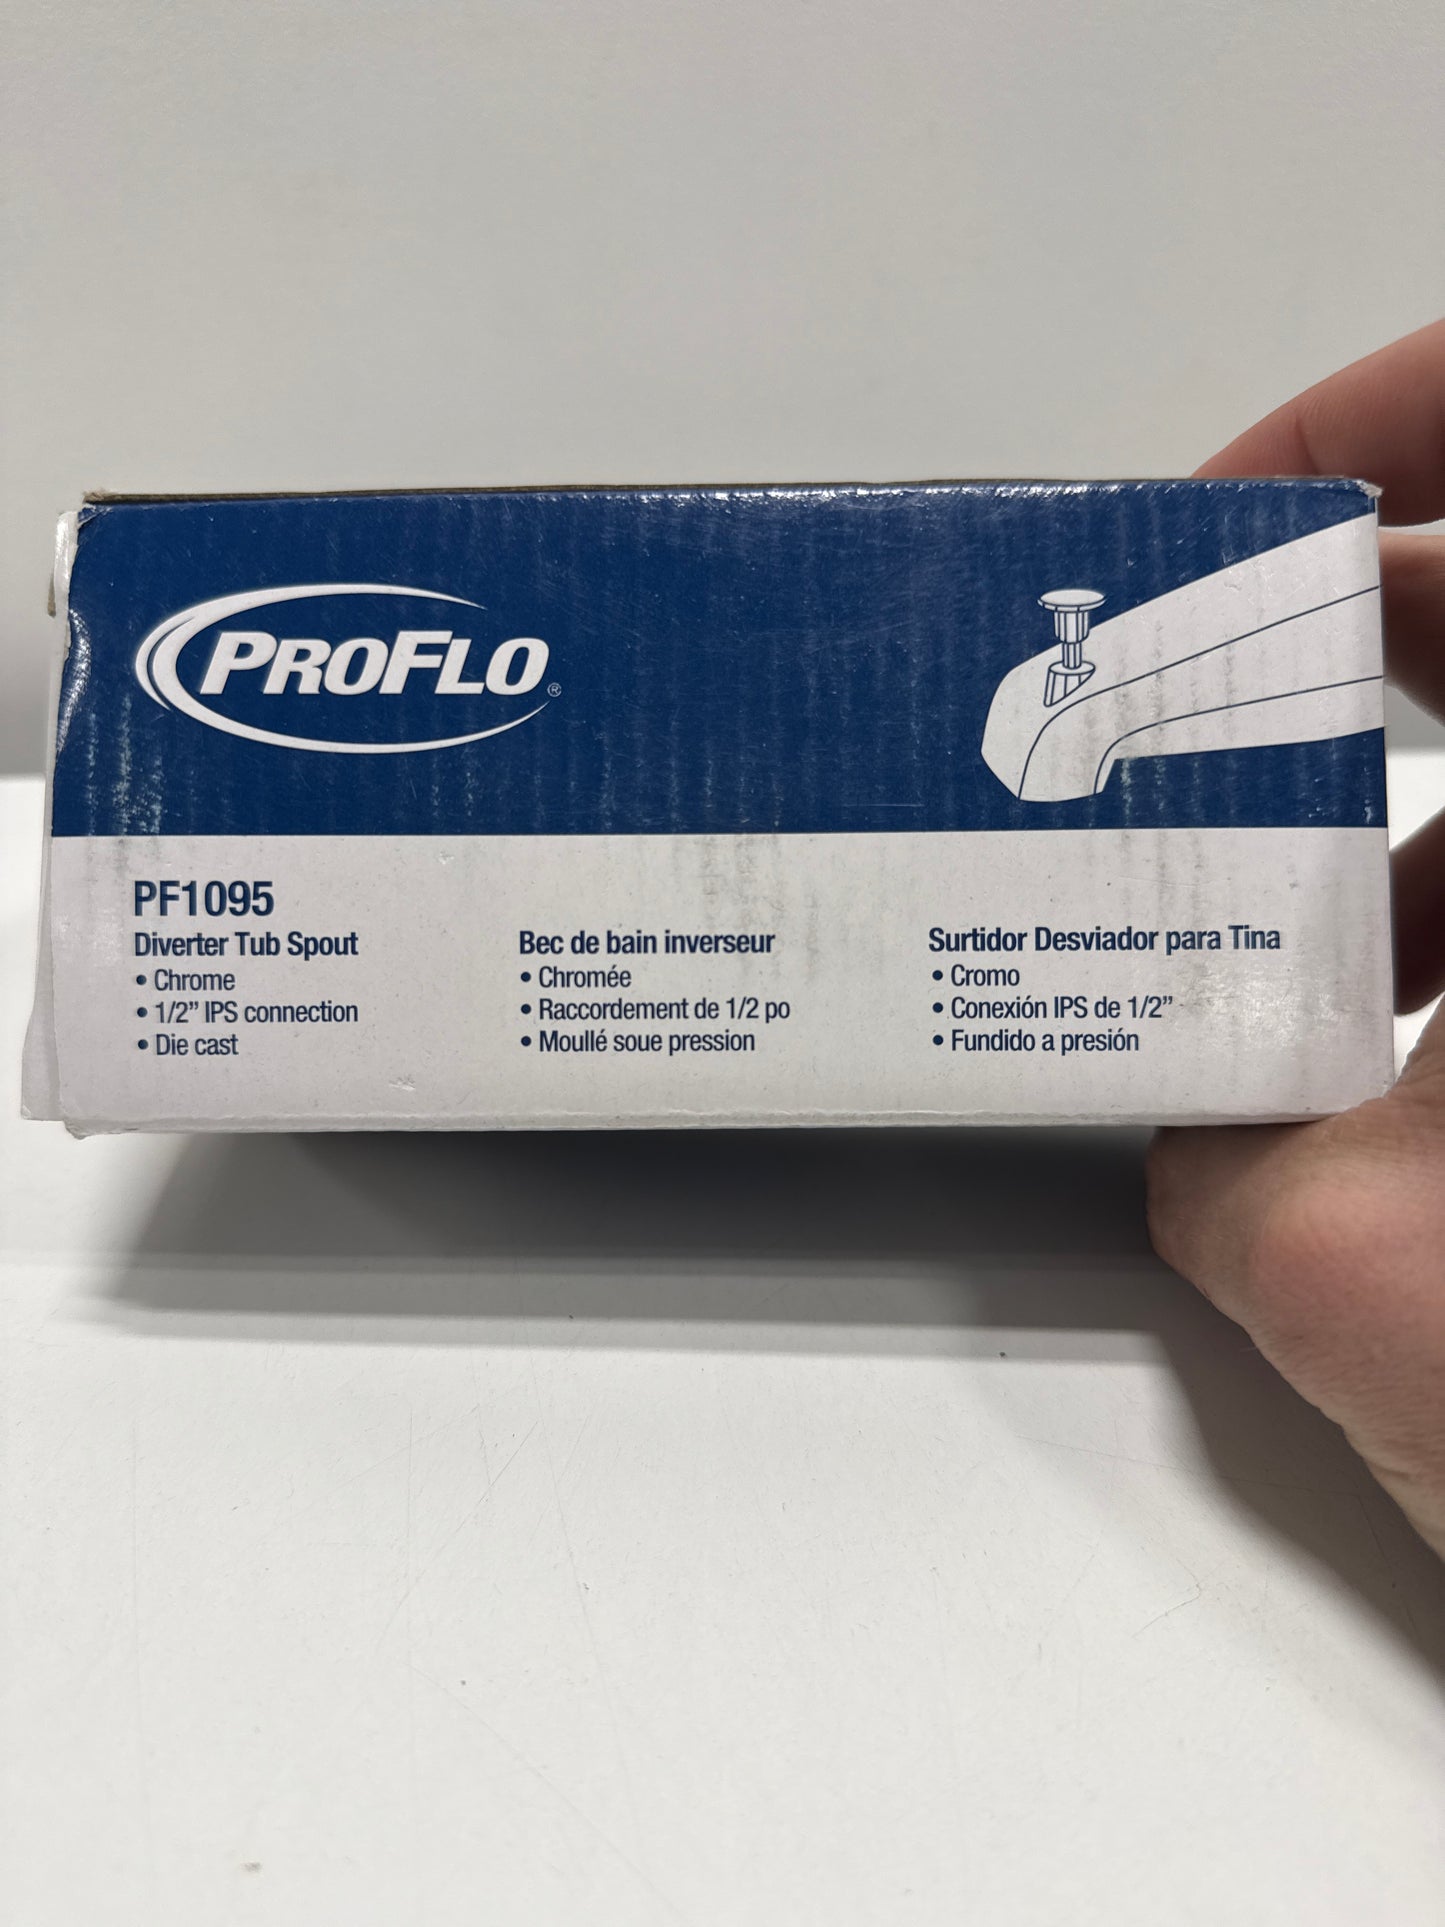 PROFLO®
PF1095
Diverter Tub Spout
• Chrome
• 1/2” IPS connection
• Die cast
Bec de bain inverseur
• Chromée
• Raccordement de 1/2 po
• Moullé soue pression
Surtidor Desviador para Tina
• Cromo
• Conexión IPS de 1/2”
• Fundido a presión